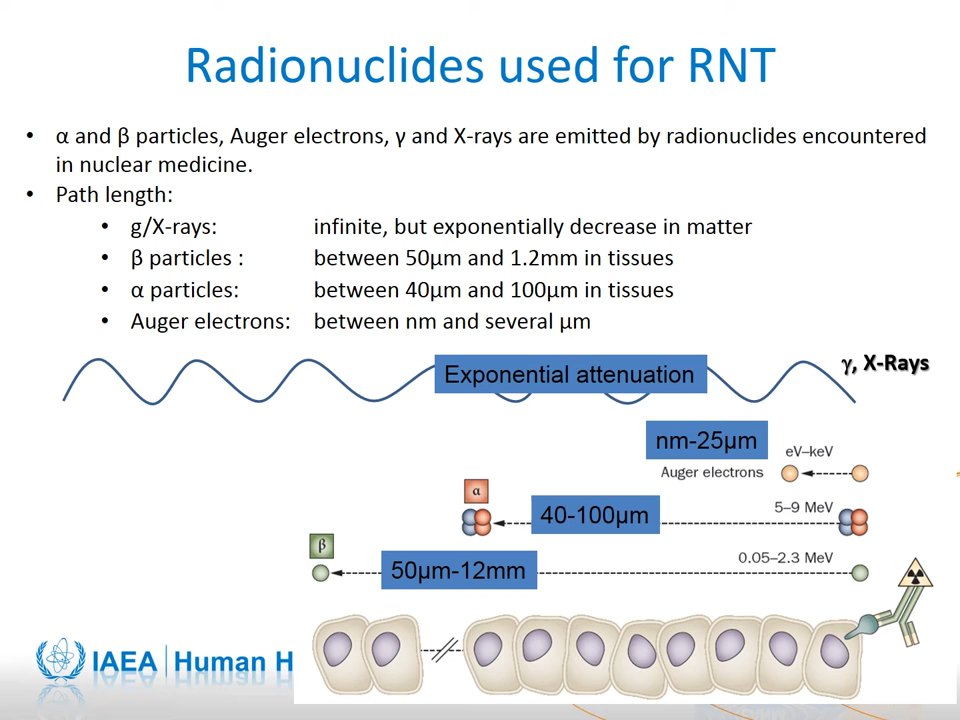 Radionuclides used for RNT
• α and β particles, Auger electrons, γ and X-rays are emitted by radionuclides encountered
in nuclear medicine.
• Path length:
• g/X-rays: infinite, but exponentially decrease in matter
• β particles : between 50µm and 1.2mm in tissues
• α particles: between 40µm and 100µm in tissues
• Auger electrons: between nm and several µm
Exponential attenuation
γ, X-Rays
nm-25µm
eV–keV
Auger electrons
α
40-100µm
5–9 MeV
β
50µm-12mm
0.05–2.3 MeV
IAEA Human H